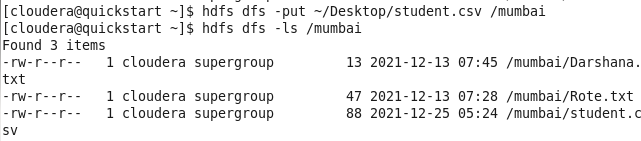 [cloudera@quickstart ~]$ hdfs dfs -put ~/Desktop/student.csv /mumbai
[cloudera@quickstart ~]$ hdfs dfs -ls /mumbai
Found 3 items
-rw-r--r--   1 cloudera supergroup         13 2021-12-13 07:45 /mumbai/Darshana.
txt
-rw-r--r--   1 cloudera supergroup         47 2021-12-13 07:28 /mumbai/Rote.txt
-rw-r--r--   1 cloudera supergroup         88 2021-12-25 05:24 /mumbai/student.c
sv